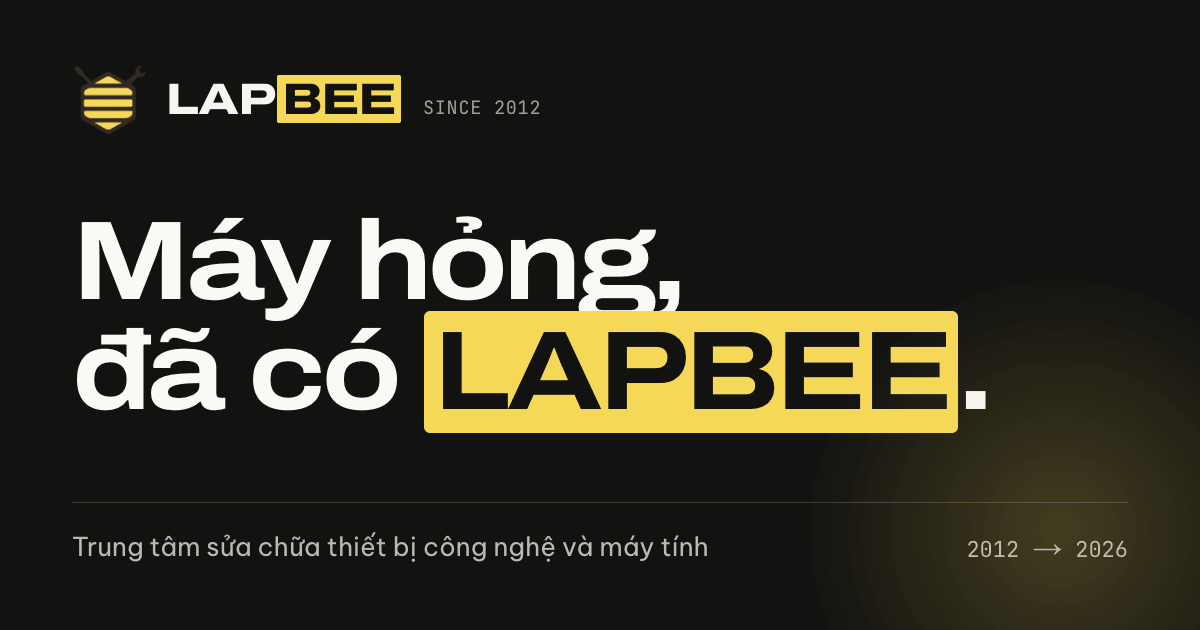 LAPBEE SINCE 2012
Máy hỏng,
đã có LAPBEE.
Trung tâm sửa chữa thiết bị công nghệ và máy tính
2012 → 2026